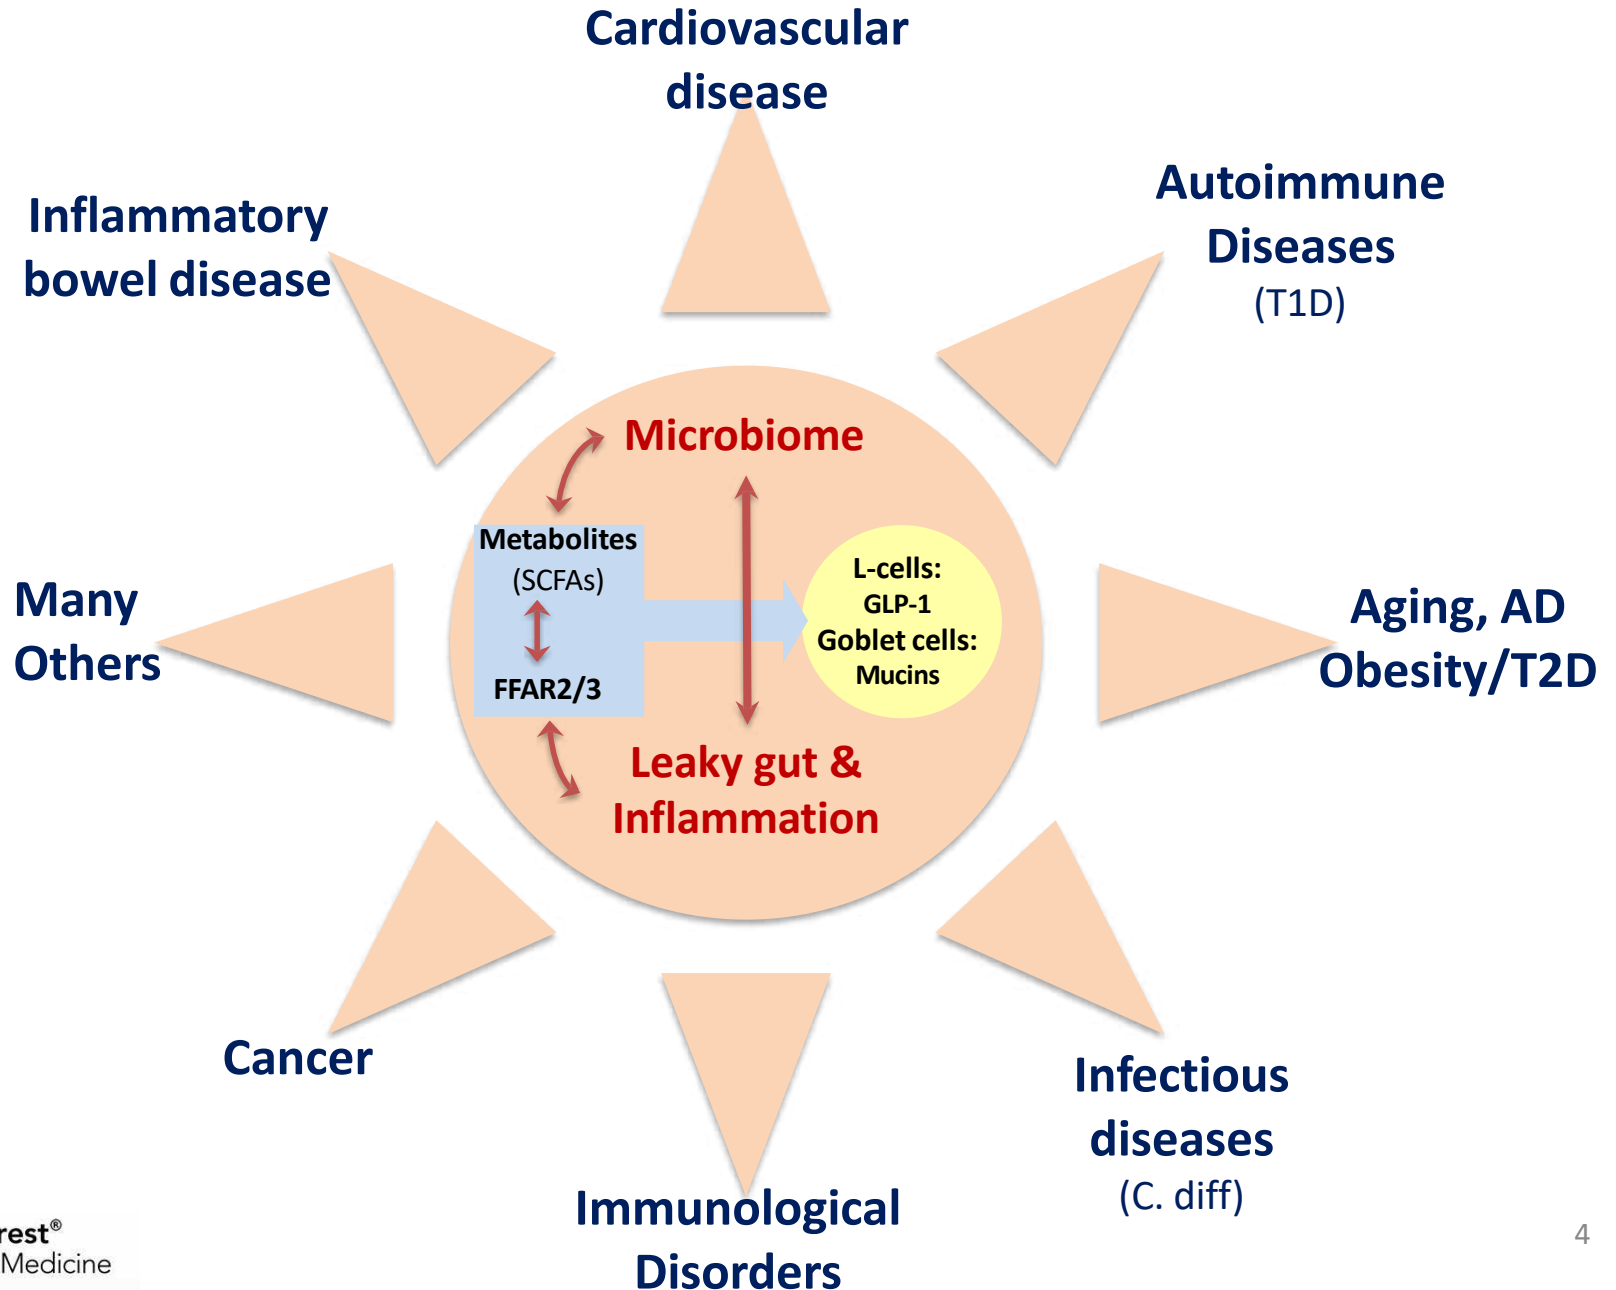 Cardiovascular
disease
Autoimmune
Diseases
(T1D)
Inflammatory
bowel disease
Microbiome
Metabolites
(SCFAs)
FFAR2/3
L-cells:
GLP-1
Goblet cells:
Mucins
Many
Others
Aging, AD
Obesity/T2D
Leaky gut &
Inflammation
Cancer
Infectious
diseases
(C. diff)
Immunological
Disorders
rest®
Medicine
4